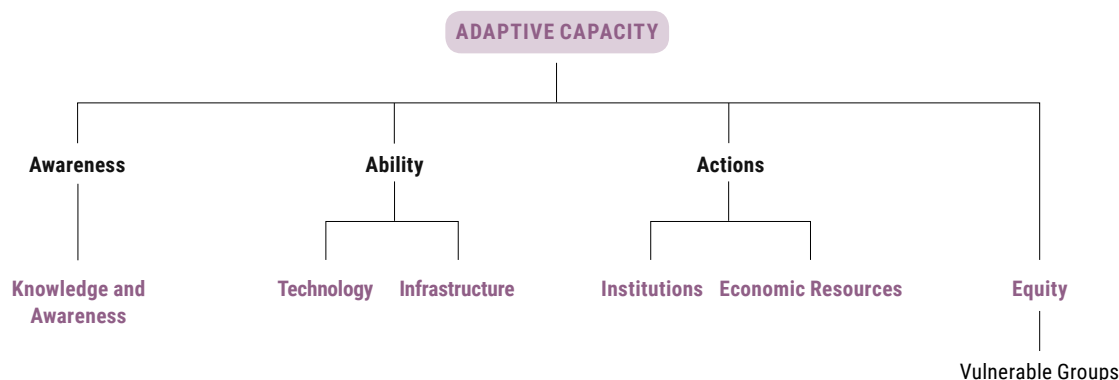 ADAPTIVE CAPACITY
Awareness
Ability
Actions
Knowledge and
Awareness
Technology
Infrastructure
Institutions
Economic Resources
Equity
Vulnerable Groups